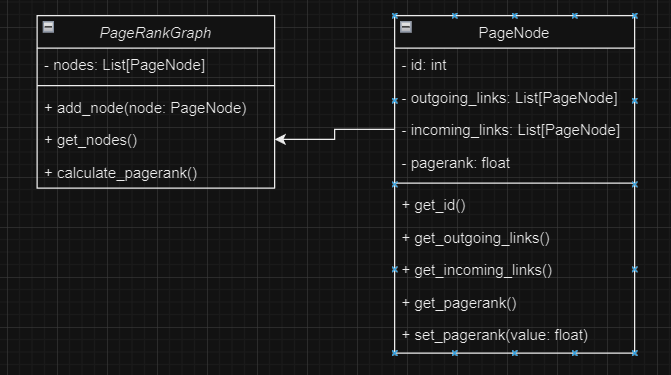 PageRankGraph
- nodes: List[PageNode]
+ add_node(node: PageNode)
+ get_nodes()
+ calculate_pagerank()
PageNode
- id: int
- outgoing_links: List[PageNode]
- incoming_links: List[PageNode]
- pagerank: float
+ get_id()
+ get_outgoing_links()
+ get_incoming_links()
+ get_pagerank()
+ set_pagerank(value: float)